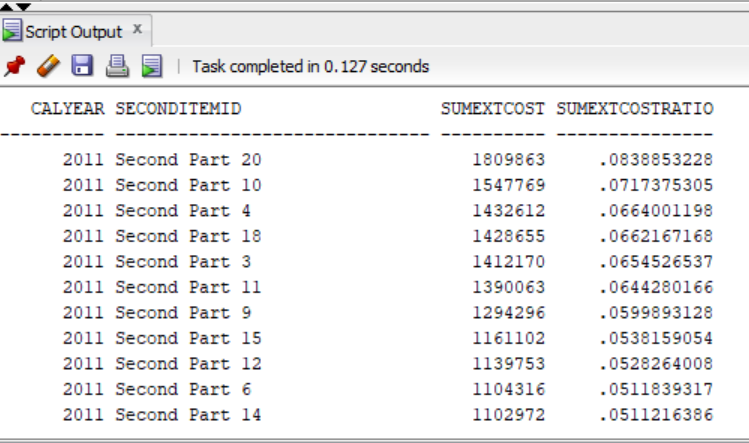 Script Output x
Task completed in 0.127 seconds
CALYEAR SECONDITEMID SUMEXTCOST SUMEXTCOSTRATIO
---------- ------------------------------ ---------- ---------------
2011 Second Part 20 1809863 .0838853228
2011 Second Part 10 1547769 .0717375305
2011 Second Part 4 1432612 .0664001198
2011 Second Part 18 1428655 .0662167168
2011 Second Part 3 1412170 .0654526537
2011 Second Part 11 1390063 .0644280166
2011 Second Part 9 1294296 .0599893128
2011 Second Part 15 1161102 .0538159054
2011 Second Part 12 1139753 .0528264008
2011 Second Part 6 1104316 .0511839317
2011 Second Part 14 1102972 .0511216386